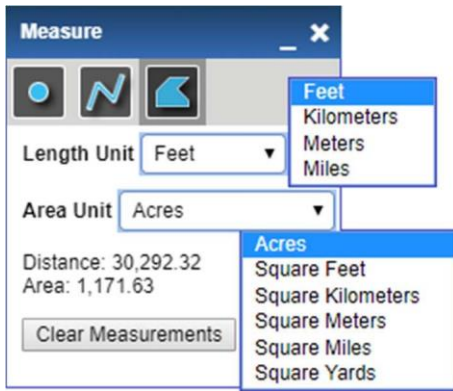 Measure
Length Unit Feet
Feet
Kilometers
Meters
Miles
Area Unit Acres
Acres
Square Feet
Square Kilometers
Square Meters
Square Miles
Square Yards
Distance: 30,292.32
Area: 1,171.63
Clear Measurements